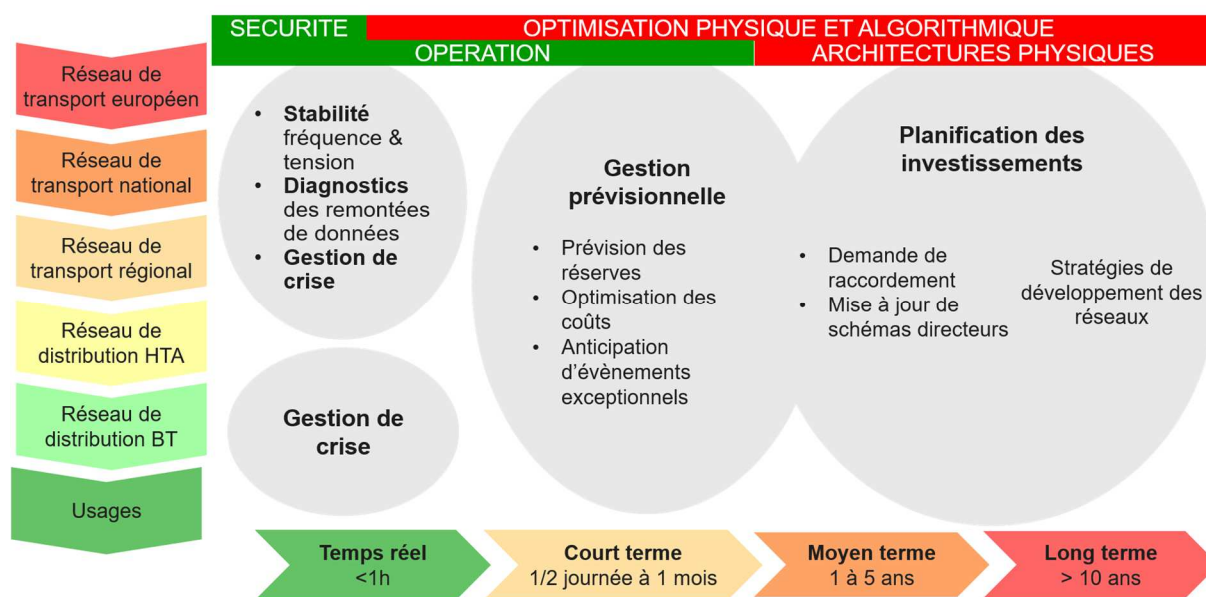 SECURITE
OPTIMISATION PHYSIQUE ET ALGORITHMIQUE
OPERATION
ARCHITECTURES PHYSIQUES
Réseau de
transport européen
Réseau de
transport national
Réseau de
transport régional
Réseau de
distribution HTA
Réseau de
distribution BT
Usages
• Stabilité
fréquence &
tension
• Diagnostics
des remontées
de données
• Gestion de
crise
Gestion de
crise
Gestion
prévisionnelle
• Prévision des
réserves
• Optimisation des
coûts
• Anticipation
d'évènements
exceptionnels
Planification des
investissements
• Demande de
raccordement
• Mise à jour de
schémas directeurs
Stratégies de
développement des
réseaux
Temps réel
<1h
Court terme
1/2 journée à 1 mois
Moyen terme
1 à 5 ans
Long terme
> 10 ans